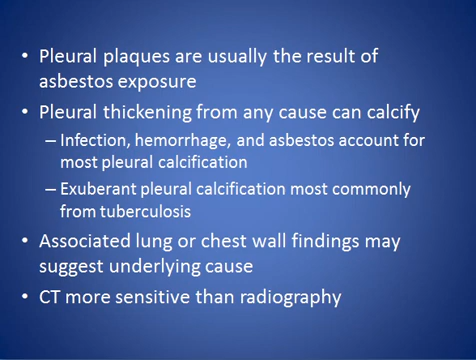 • Pleural plaques are usually the result of
asbestos exposure
• Pleural thickening from any cause can calcify
– Infection, hemorrhage, and asbestos account for
most pleural calcification
– Exuberant pleural calcification most commonly
from tuberculosis
• Associated lung or chest wall findings may
suggest underlying cause
• CT more sensitive than radiography